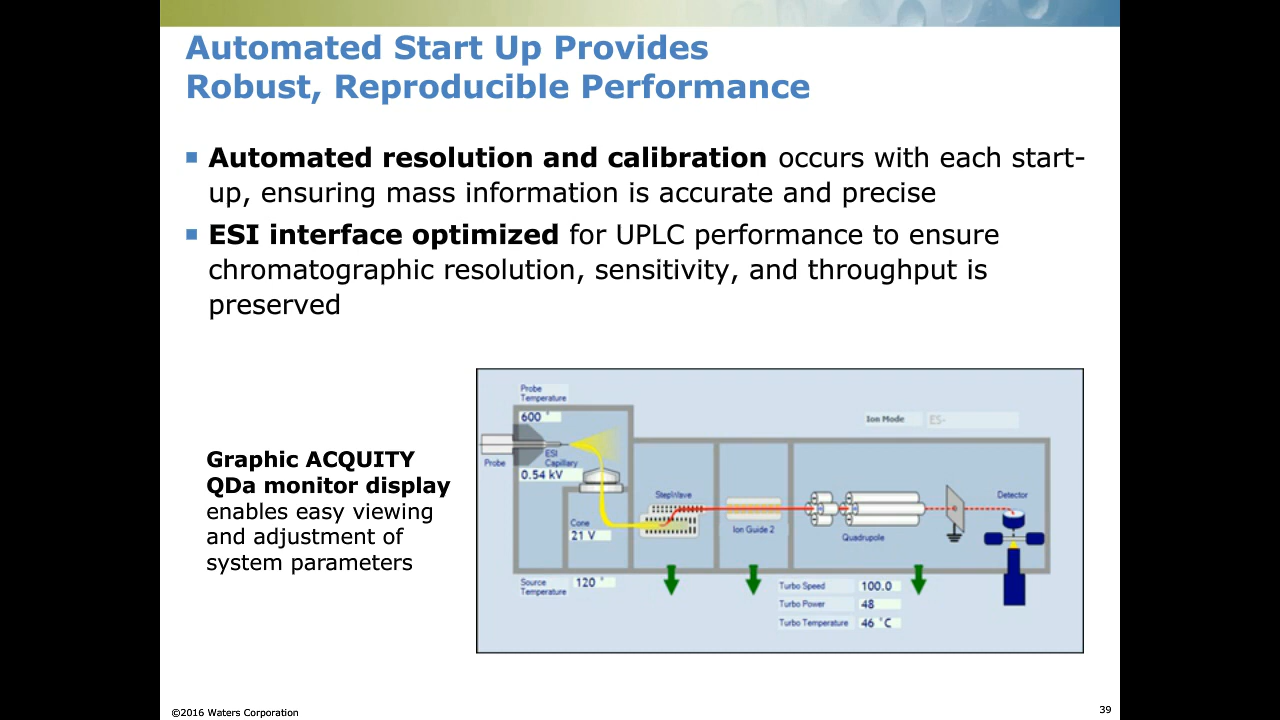 Automated Start Up Provides
Robust, Reproducible Performance
Automated resolution and calibration occurs with each start-
up, ensuring mass information is accurate and precise
ESI interface optimized for UPLC performance to ensure
chromatographic resolution, sensitivity, and throughput is
preserved
Graphic ACQUITY
QDa monitor display
enables easy viewing
and adjustment of
system parameters
Probe
Temperature
600 °
Probe
ESI
Capillary
0.54 kV
Cone
21 V
Source
Temperature
120 °
StepWave
Ion Guide 2
Quadrupole
Ion Mode
ES-
Detector
Turbo Speed 100.0
Turbo Power 48
Turbo Temperature 46 °C
©2016 Waters Corporation
39